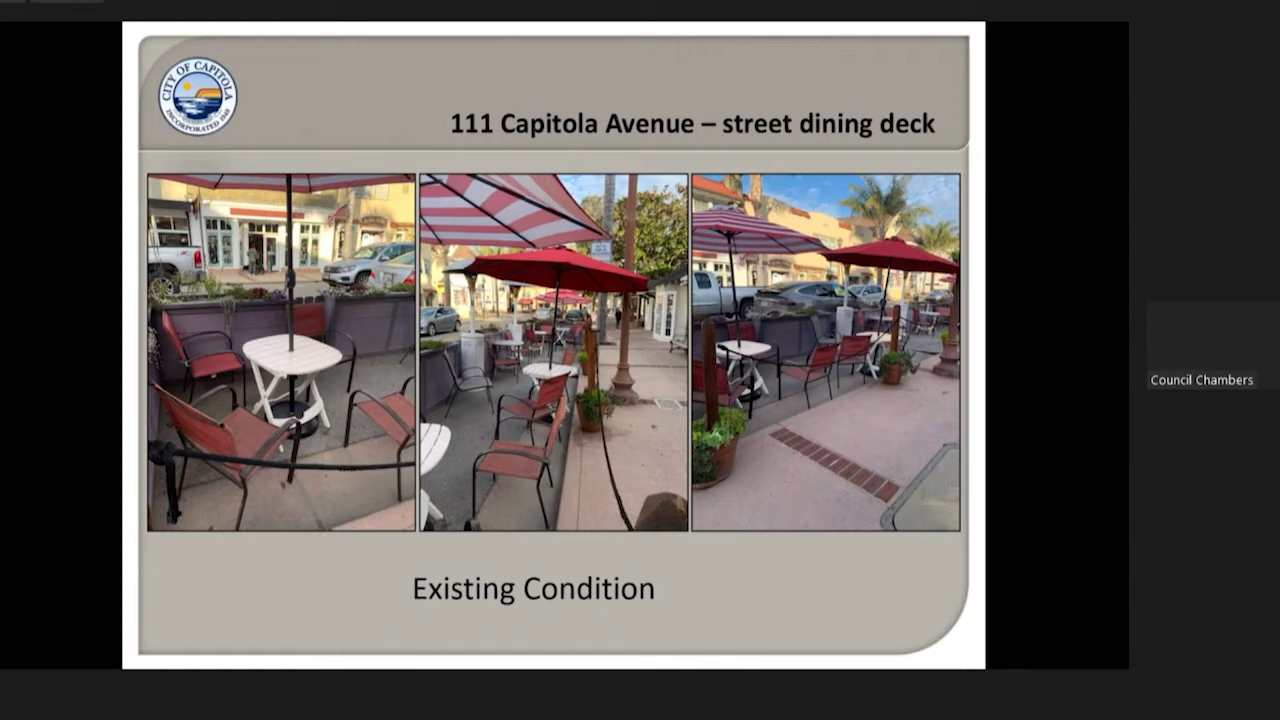 CITY OF CAPITOLA
INCORPORATED 1949
111 Capitola Avenue – street dining deck
Existing Condition
Council Chambers